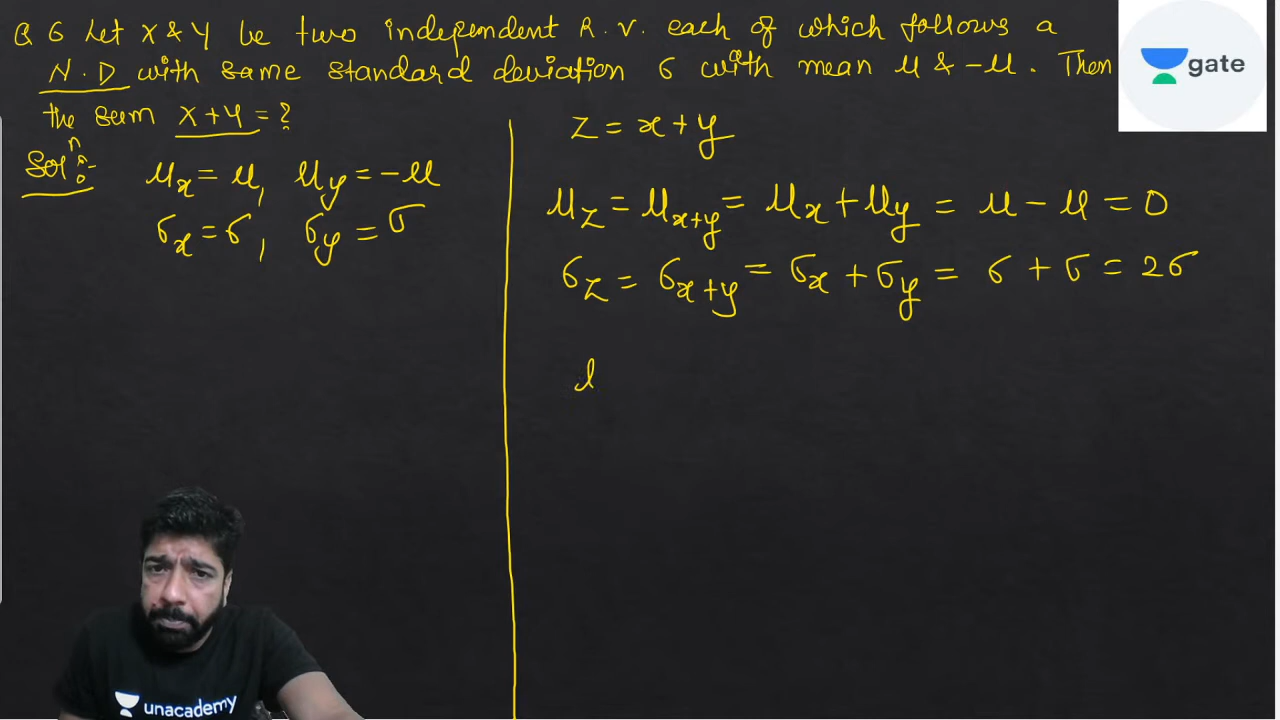 Q 6 Let X & Y be two independent R.V. each of which follows a
N.D with same standard deviation σ with mean μ & -μ. Then
the sum X+Y = ?
Solⁿ:-
μx = μ, μy = -μ
σx = σ, σy = σ
z = x+y
μz = μx+y = μx + μy = μ - μ = 0
σz = σx+y = σx + σy = σ + σ = 2σ
gate
unacademy